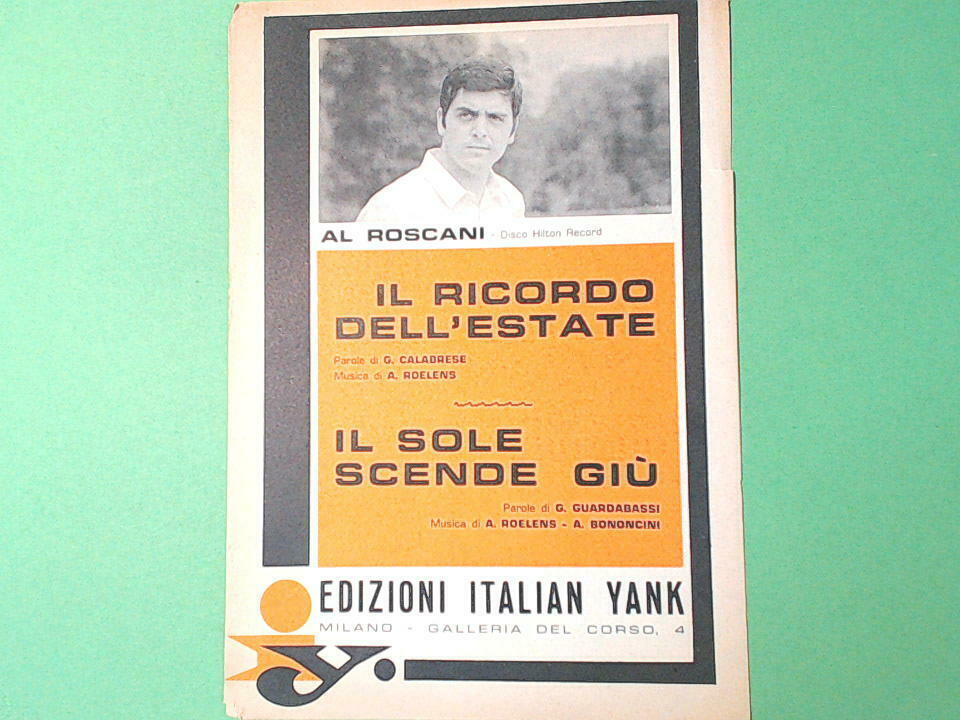 AL ROSCANI - Disco Hilton Record
IL RICORDO
DELL'ESTATE
Parole di G. CALABRESE
Musica di A. ROELENS
IL SOLE
SCENDE GIÙ
Parole di G. GUARDABASSI
Musica di A. ROELENS - A. BONONCINI
EDIZIONI ITALIAN YANK
MILANO - GALLERIA DEL CORSO, 4
iy.